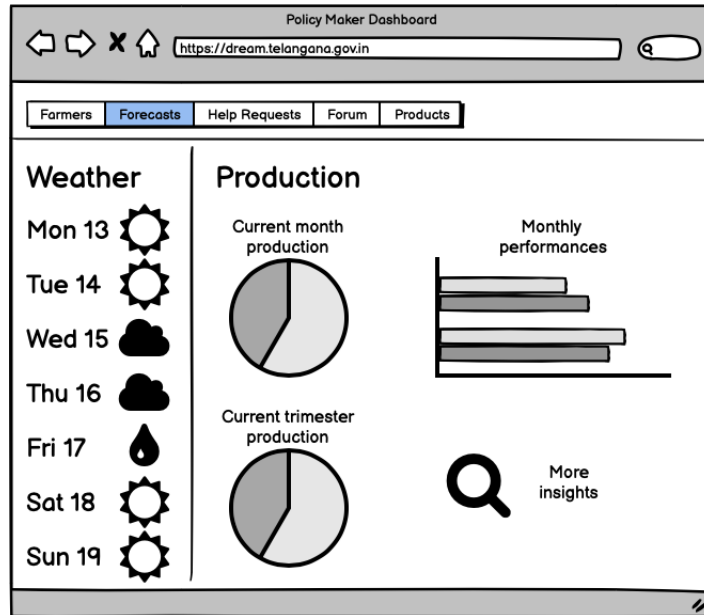 Policy Maker Dashboard
https://dream.telangana.gov.in
Farmers Forecasts Help Requests Forum Products
Weather
Mon 13
Tue 14
Wed 15
Thu 16
Fri 17
Sat 18
Sun 19
Production
Current month
production
Monthly
performances
Current trimester
production
More
insights